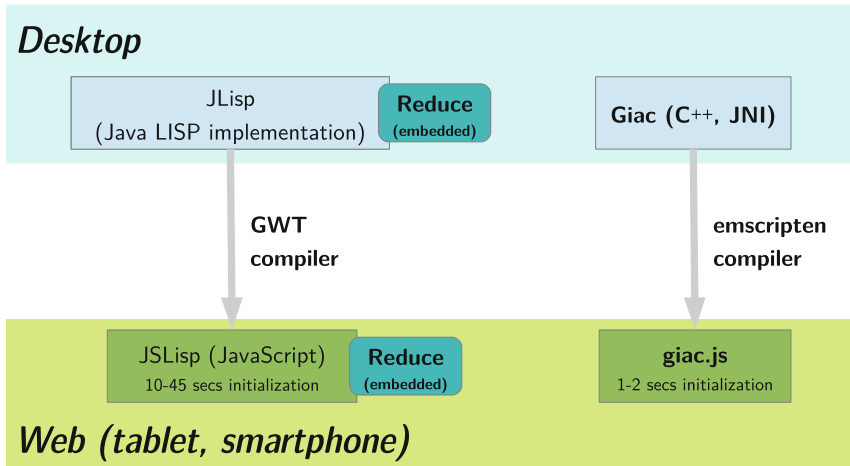 Desktop
JLisp
(Java LISP implementation)
Reduce
(embedded)
Giac (C++, JNI)
GWT
compiler
emscripten
compiler
JSLisp (JavaScript)
10-45 secs initialization
Reduce
(embedded)
giac.js
1-2 secs initialization
Web (tablet, smartphone)